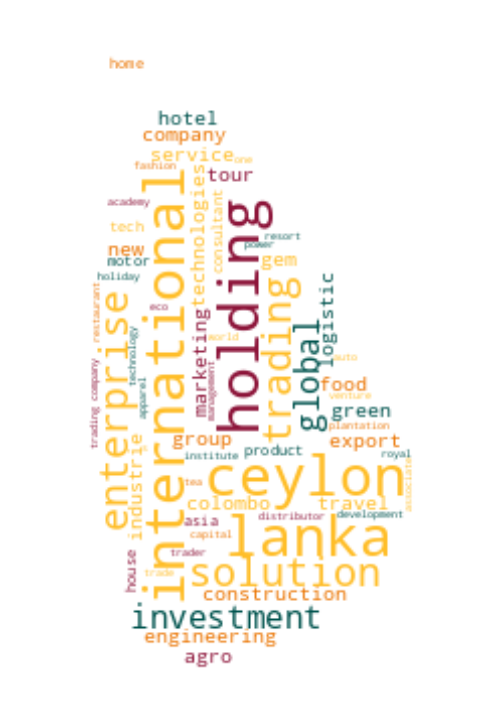 home
hotel
company
service
one
fashion
tour
academy
international
technologies
consultant
holding
tech
resort
power
new
gem
motor
holiday
logistic
restaurant
enterprise
eco
trading
global
technology
marketing
world
auto
trading company
apparel
management
food
venture
green
plantation
industrie
group
export
institute
product
royal
ceylon
associate
tea
colombo
travel
asia
distributor
development
capital
lanka
house
trader
trade
solution
construction
investment
engineering
agro